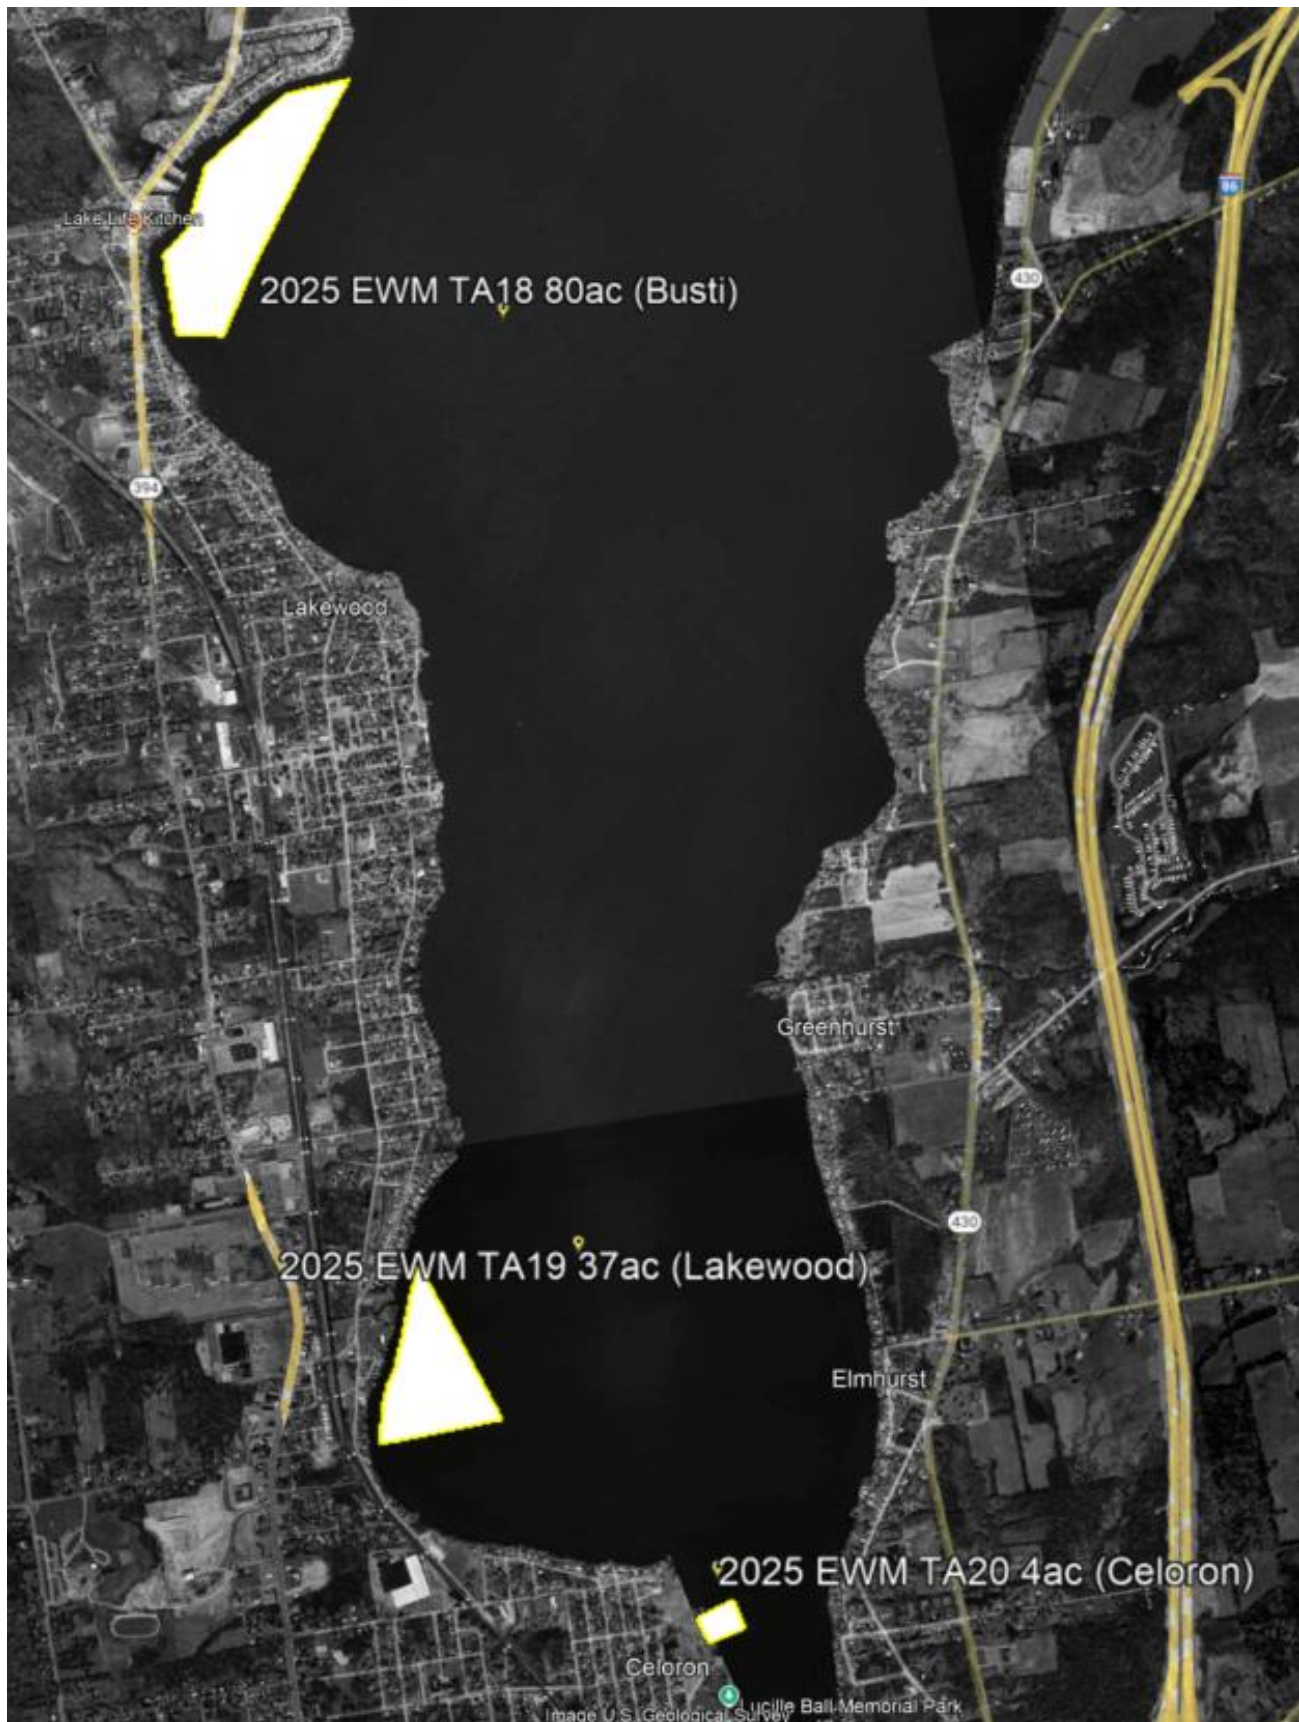 86
Lake Life Kitchen
430
2025 EWM TA18 80ac (Busti)
394
Lakewood
Greenhurst
430
2025 EWM TA19 37ac (Lakewood)
Elmhurst
2025 EWM TA20 4ac (Celoron)
Celoron
Lucille Ball Memorial Park
Image U.S. Geological Survey